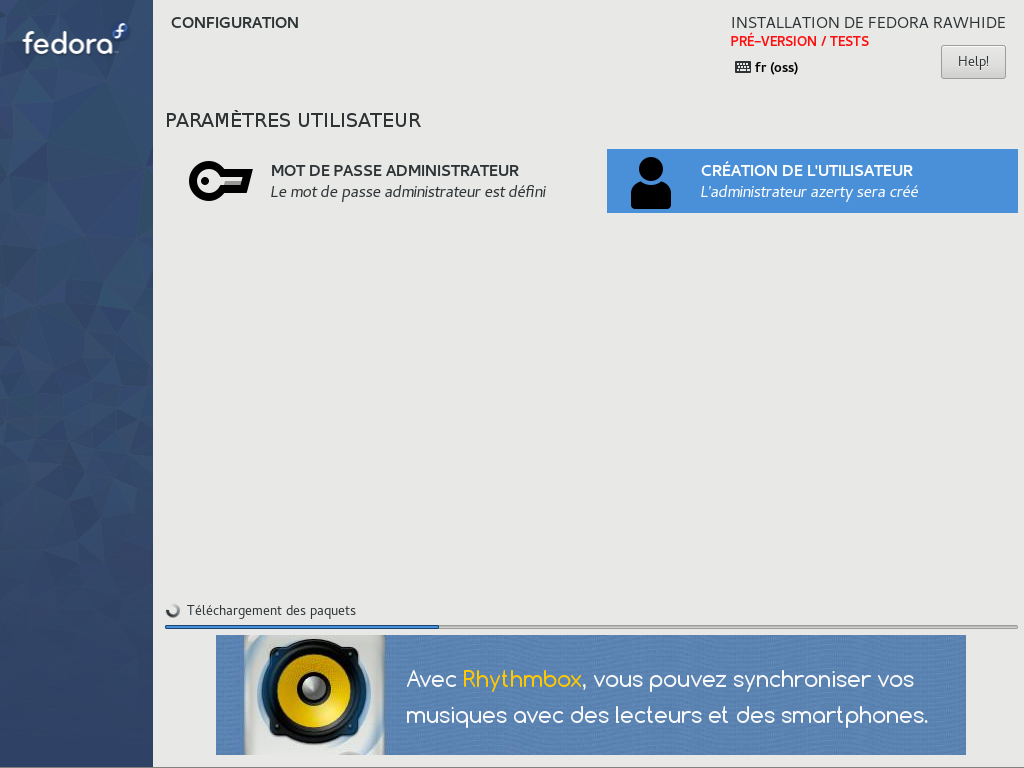 fedora
CONFIGURATION
INSTALLATION DE FEDORA RAWHIDE
PRÉ-VERSION / TESTS
fr (oss)
Help!
PARAMÈTRES UTILISATEUR
MOT DE PASSE ADMINISTRATEUR
Le mot de passe administrateur est défini
CRÉATION DE L'UTILISATEUR
L'administrateur azerty sera créé
Téléchargement des paquets
Avec Rhythmbox, vous pouvez synchroniser vos
musiques avec des lecteurs et des smartphones.